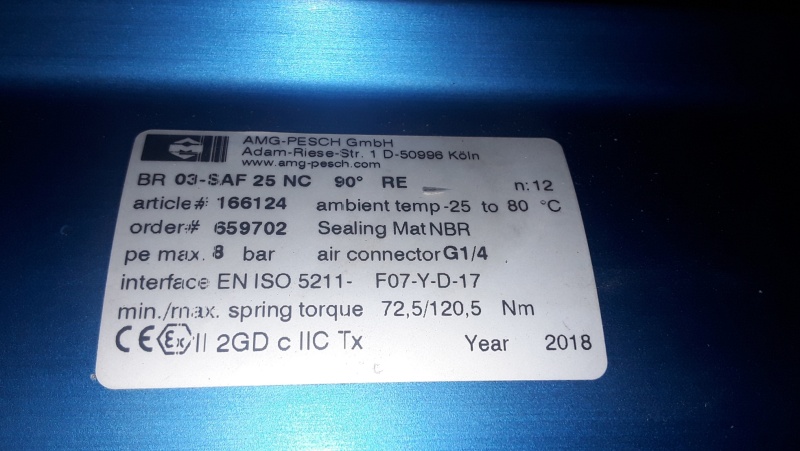 AMG-PESCH GmbH
Adam-Riese-Str. 1 D-50996 Köln
www.amg-pesch.com
BR 03-SAF 25 NC 90° RE n: 12
article# 166124 ambient temp -25 to 80 °C
order# 659702 Sealing Mat NBR
pe max. 8 bar air connector G1/4
interface EN ISO 5211- F07-Y-D-17
min./max. spring torque 72,5/120,5 Nm
CE Ex II 2GD c IIC Tx Year 2018